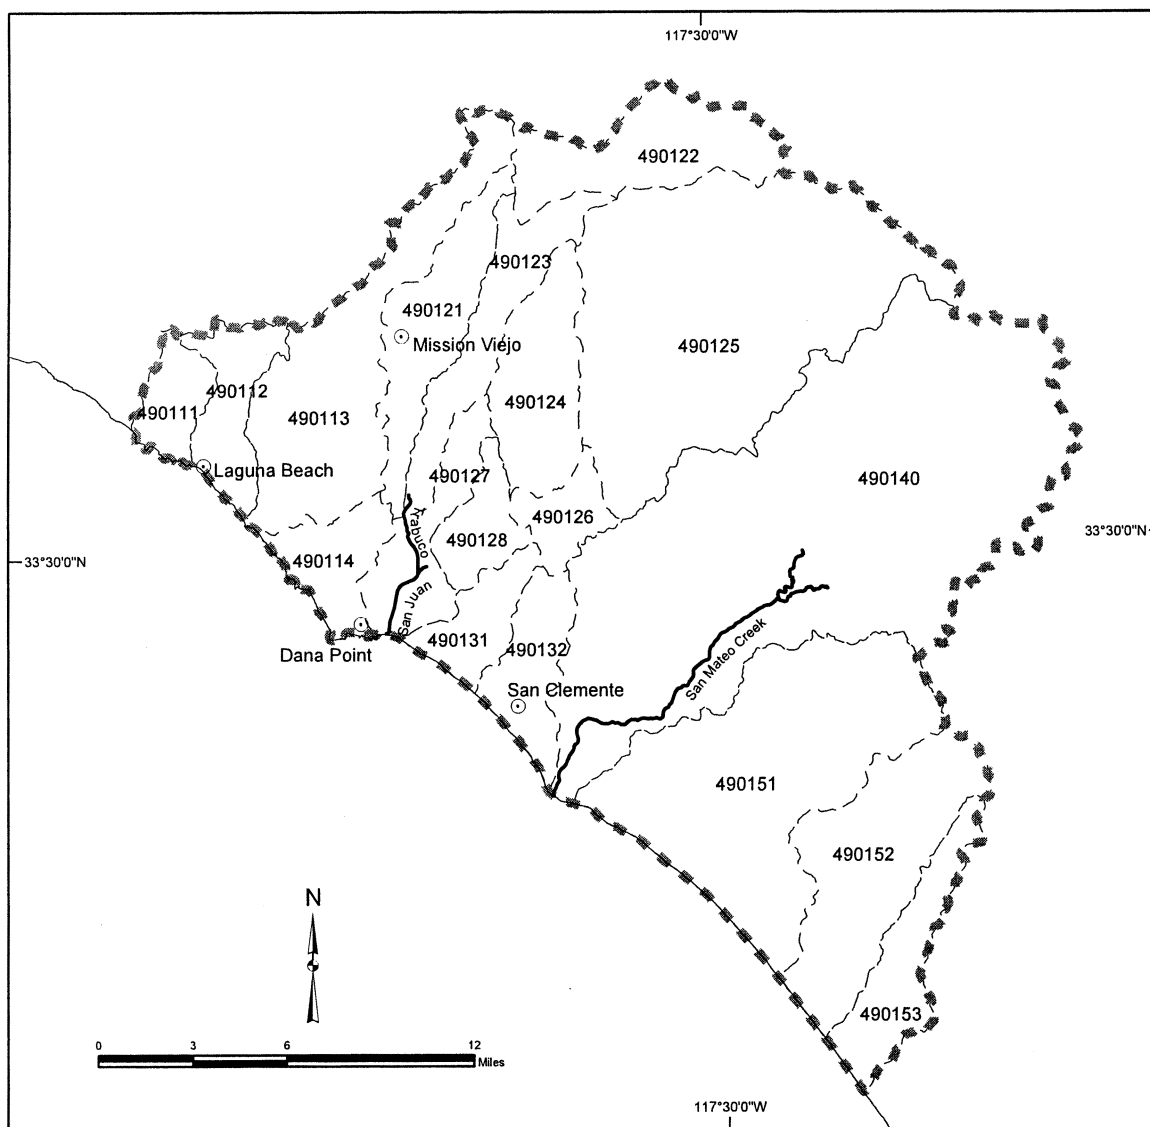 117°30'0"W
490122
490123
490121
Mission Viejo
490125
490112
490124
490111
490113
Laguna Beach
490127
490140
490126
Trabuco
33°30'0"N
490128
490114
33°30'0"N
San Juan
490131
490132
Dana Point
San Mateo Creek
San Clemente
490151
490152
N
490153
0 3 6 12
Miles
117°30'0"W